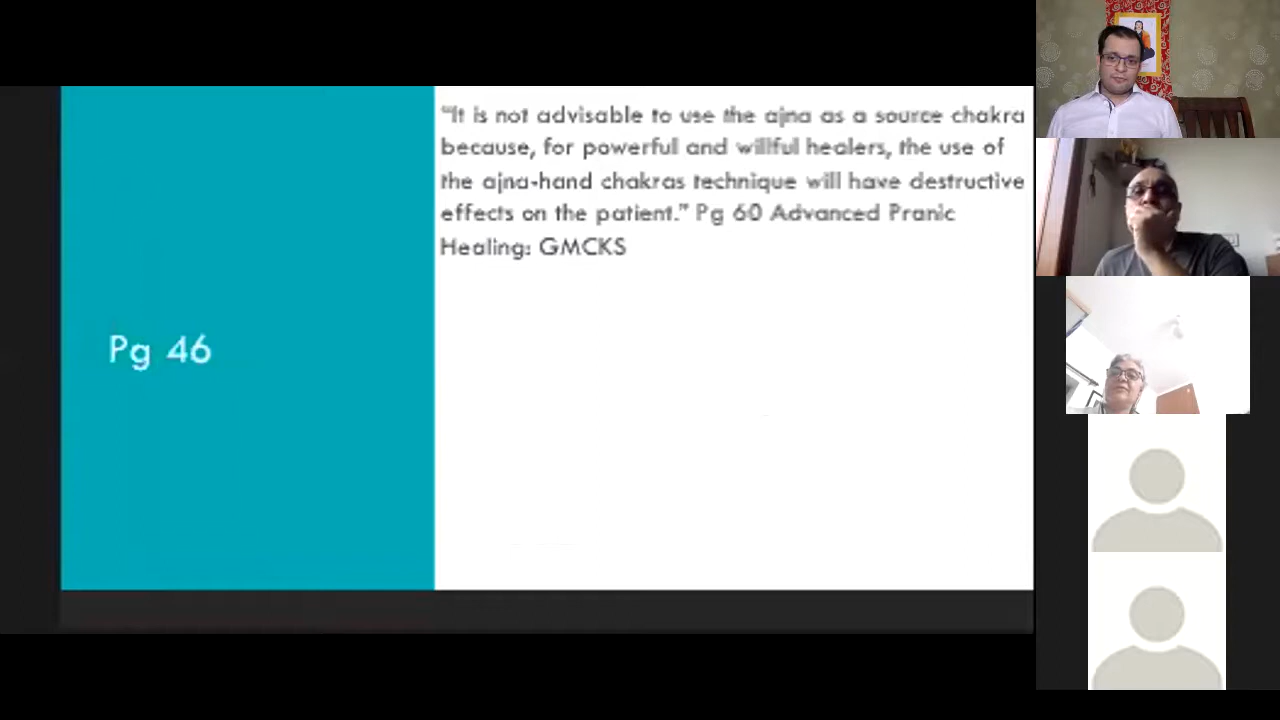 "It is not advisable to use the ajna as a source chakra
because, for powerful and willful healers, the use of
the ajna-hand chakras technique will have destructive
effects on the patient." Pg 60 Advanced Pranic
Healing: GMCKS
Pg 46